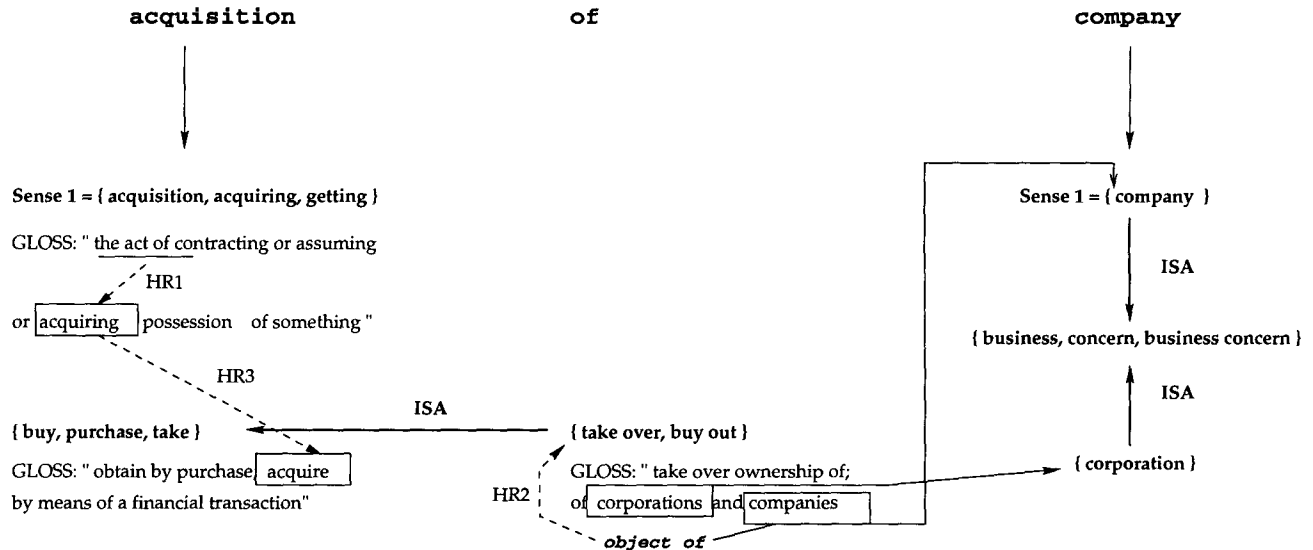 acquisition of company
Sense 1 = { acquisition, acquiring, getting }
Sense 1 = { company }
GLOSS: " the act of contracting or assuming
ISA
HR1
or acquiring possession of something "
{ business, concern, business concern }
HR3
ISA
ISA
{ buy, purchase, take }
{ take over, buy out }
{ corporation }
GLOSS: " obtain by purchase, acquire
GLOSS: " take over ownership of;
HR2
by means of a financial transaction"
of corporations and companies
object of